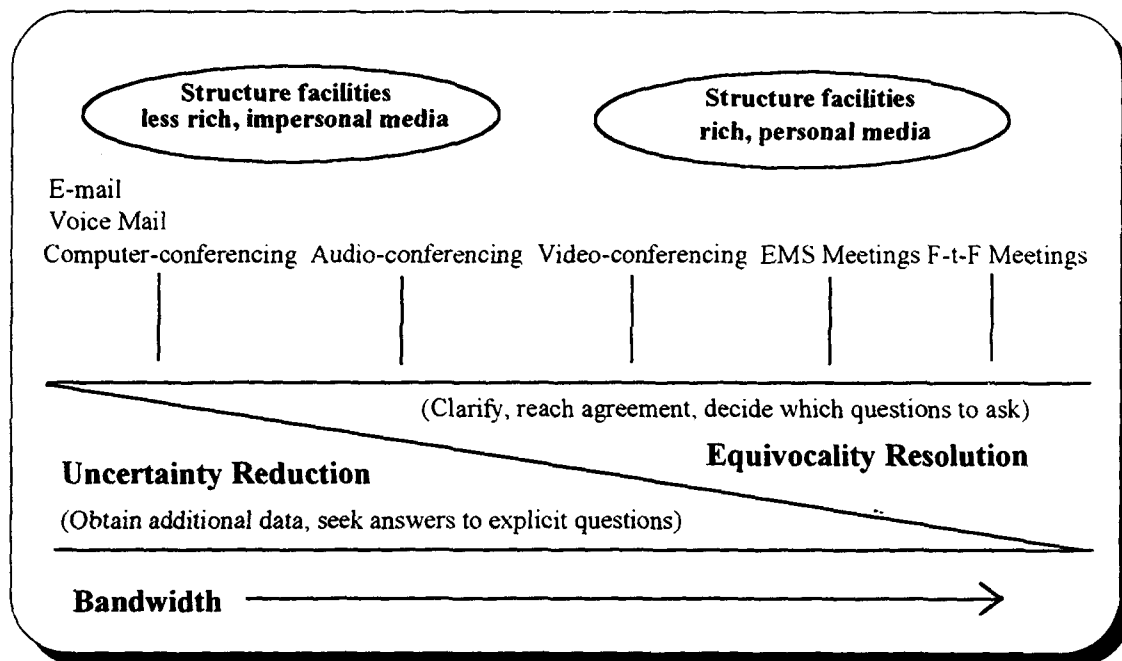 Structure facilities
less rich, impersonal media
Structure facilities
rich, personal media
E-mail
Voice Mail
Computer-conferencing Audio-conferencing Video-conferencing EMS Meetings F-t-F Meetings
(Clarify, reach agreement, decide which questions to ask)
Equivocality Resolution
Uncertainty Reduction
(Obtain additional data, seek answers to explicit questions)
Bandwidth